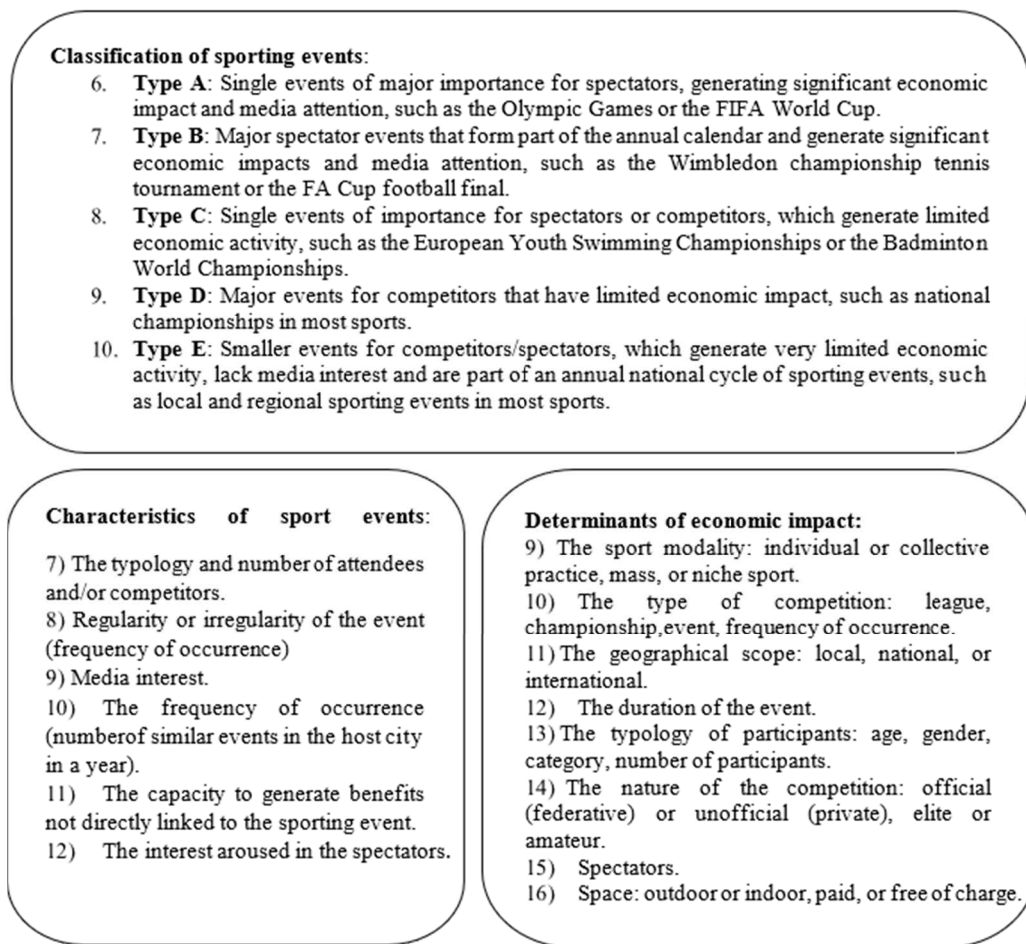 Classification of sporting events:
6. Type A: Single events of major importance for spectators, generating significant economic
impact and media attention, such as the Olympic Games or the FIFA World Cup.
7. Type B: Major spectator events that form part of the annual calendar and generate significant
economic impacts and media attention, such as the Wimbledon championship tennis
tournament or the FA Cup football final.
8. Type C: Single events of importance for spectators or competitors, which generate limited
economic activity, such as the European Youth Swimming Championships or the Badminton
World Championships.
9. Type D: Major events for competitors that have limited economic impact, such as national
championships in most sports.
10. Type E: Smaller events for competitors/spectators, which generate very limited economic
activity, lack media interest and are part of an annual national cycle of sporting events, such
as local and regional sporting events in most sports.
Characteristics of sport events:
7) The typology and number of attendees
and/or competitors.
8) Regularity or irregularity of the event
(frequency of occurrence)
9) Media interest.
10) The frequency of occurrence
(numberof similar events in the host city
in a year).
11) The capacity to generate benefits
not directly linked to the sporting event.
12) The interest aroused in the spectators.
Determinants of economic impact:
9) The sport modality: individual or collective
practice, mass, or niche sport.
10) The type of competition: league,
championship,event, frequency of occurrence.
11) The geographical scope: local, national, or
international.
12) The duration of the event.
13) The typology of participants: age, gender,
category, number of participants.
14) The nature of the competition: official
(federative) or unofficial (private), elite or
amateur.
15) Spectators.
16) Space: outdoor or indoor, paid, or free of charge.